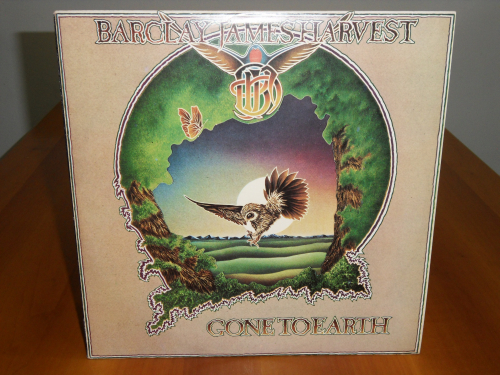 BARCLAY JAMES HARVEST
GONE TO EARTH